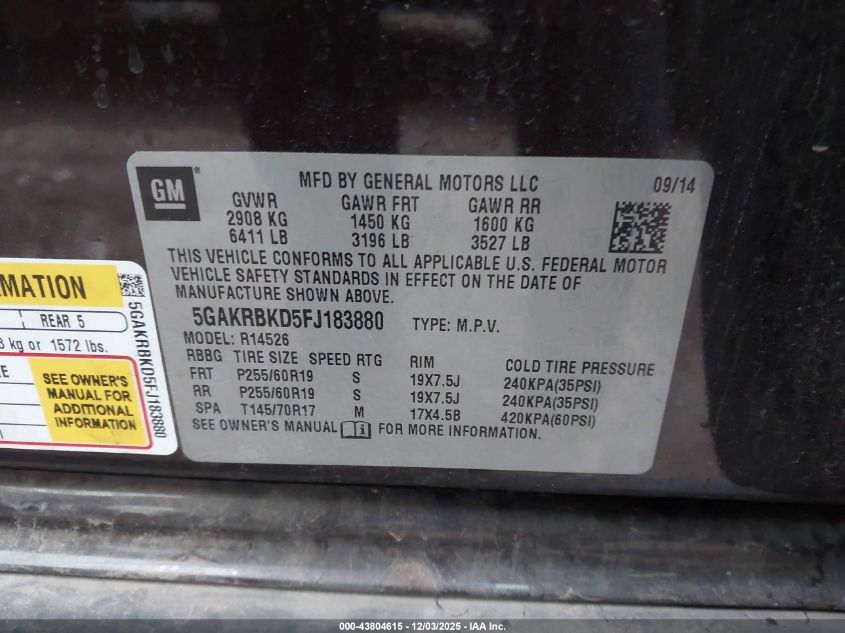 GM
MFD BY GENERAL MOTORS LLC 09/14
GVWR GAWR FRT GAWR RR
2908 KG 1450 KG 1600 KG
6411 LB 3196 LB 3527 LB
THIS VEHICLE CONFORMS TO ALL APPLICABLE U.S. FEDERAL MOTOR
VEHICLE SAFETY STANDARDS IN EFFECT ON THE DATE OF
MANUFACTURE SHOWN ABOVE.
5GAKRBKD5FJ183880 TYPE: M.P.V.
MODEL: R14526
RBBG TIRE SIZE SPEED RTG RIM COLD TIRE PRESSURE
FRT P255/60R19 S 19X7.5J 240KPA(35PSI)
RR P255/60R19 S 19X7.5J 240KPA(35PSI)
SPA T145/70R17 M 17X4.5B 420KPA(60PSI)
SEE OWNER'S MANUAL i FOR MORE INFORMATION.
REAR 5
kg or 1572 lbs.
SEE OWNER'S
MANUAL FOR
ADDITIONAL
INFORMATION
5GAKRBKD5FJ183880
000-43804615 - 12/03/2025 - IAA Inc.